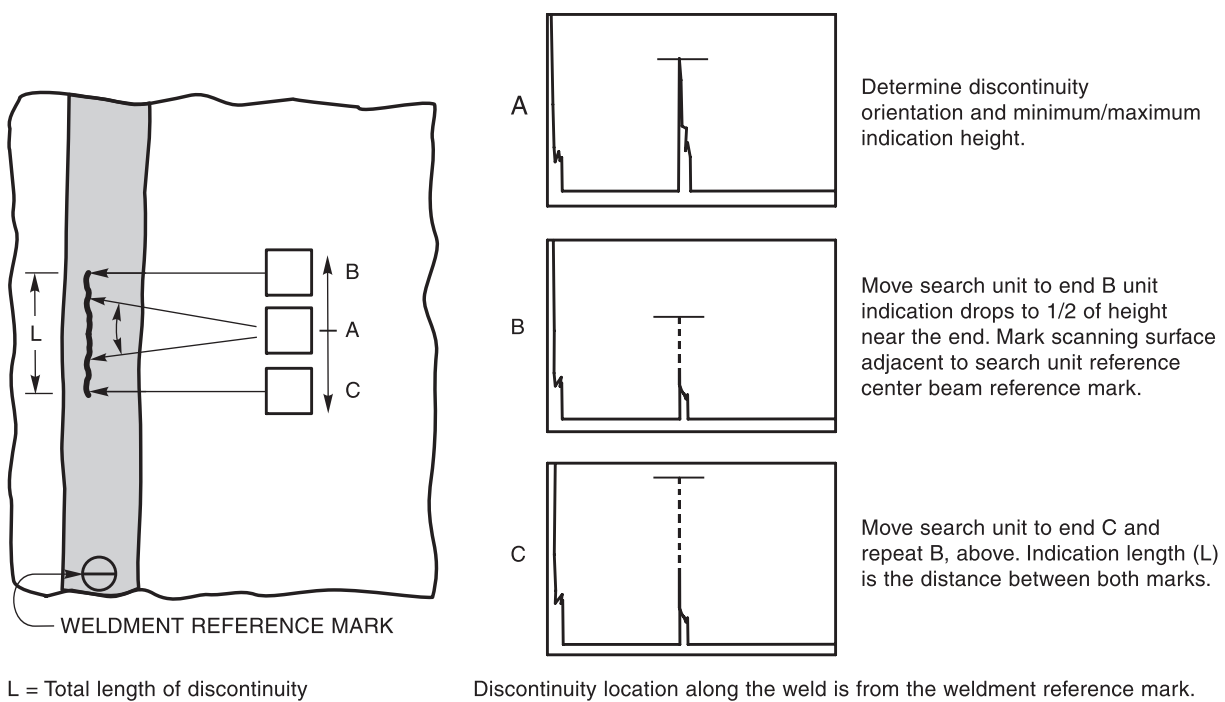 A
Determine discontinuity
orientation and minimum/maximum
indication height.
B
L
A
C
B
Move search unit to end B unit
indication drops to 1/2 of height
near the end. Mark scanning surface
adjacent to search unit reference
center beam reference mark.
C
Move search unit to end C and
repeat B, above. Indication length (L)
is the distance between both marks.
WELDMENT REFERENCE MARK
L = Total length of discontinuity
Discontinuity location along the weld is from the weldment reference mark.